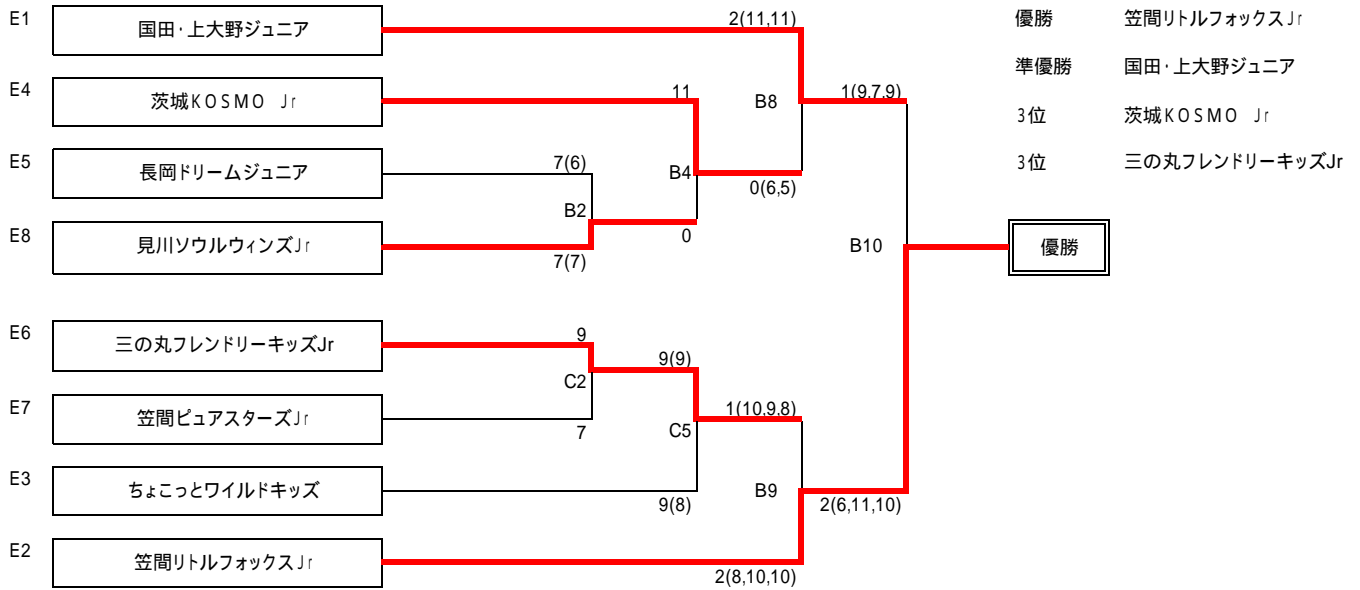 E1 国田・上大野ジュニア 2(11,11) 優勝 笠間リトルフォックスJr
準優勝 国田・上大野ジュニア
E4 茨城KOSMO Jr 11 B8 1(9,7,9) 3位 茨城KOSMO Jr
E5 長岡ドリームジュニア 7(6) B4 0(6,5) 3位 三の丸フレンドリーキッズJr
B2
E8 見川ソウルウィンズJr 7(7) 0 B10 優勝
E6 三の丸フレンドリーキッズJr 9 9(9)
C2
E7 笠間ピュアスターズJr 7 C5 1(10,9,8)
E3 ちょこっとワイルドキッズ 9(8) B9 2(6,11,10)
E2 笠間リトルフォックスJr 2(8,10,10)